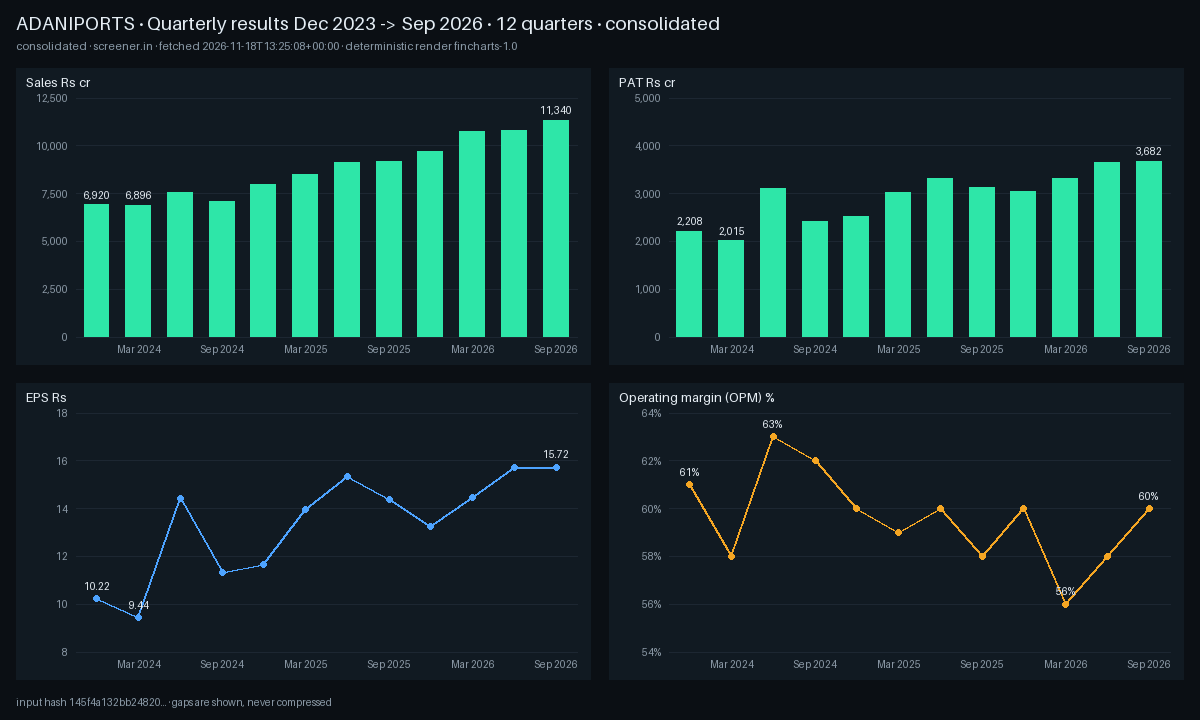 ADANIPORTS · Quarterly results Dec 2023 -> Sep 2026 · 12 quarters · consolidated
consolidated · screener.in · fetched 2026-11-18T13:25:08+00:00 · deterministic render fincharts-1.0
Sales Rs cr
12,500
10,000
7,500
5,000
2,500
0
6,920
6,896
11,340
Mar 2024
Sep 2024
Mar 2025
Sep 2025
Mar 2026
Sep 2026
PAT Rs cr
5,000
4,000
3,000
2,000
1,000
0
2,208
2,015
3,682
Mar 2024
Sep 2024
Mar 2025
Sep 2025
Mar 2026
Sep 2026
EPS Rs
18
16
14
12
10
8
10.22
9.44
15.72
Mar 2024
Sep 2024
Mar 2025
Sep 2025
Mar 2026
Sep 2026
Operating margin (OPM) %
64%
62%
60%
58%
56%
54%
61%
63%
56%
60%
Mar 2024
Sep 2024
Mar 2025
Sep 2025
Mar 2026
Sep 2026
input hash 145f4a132bb24820… · gaps are shown, never compressed